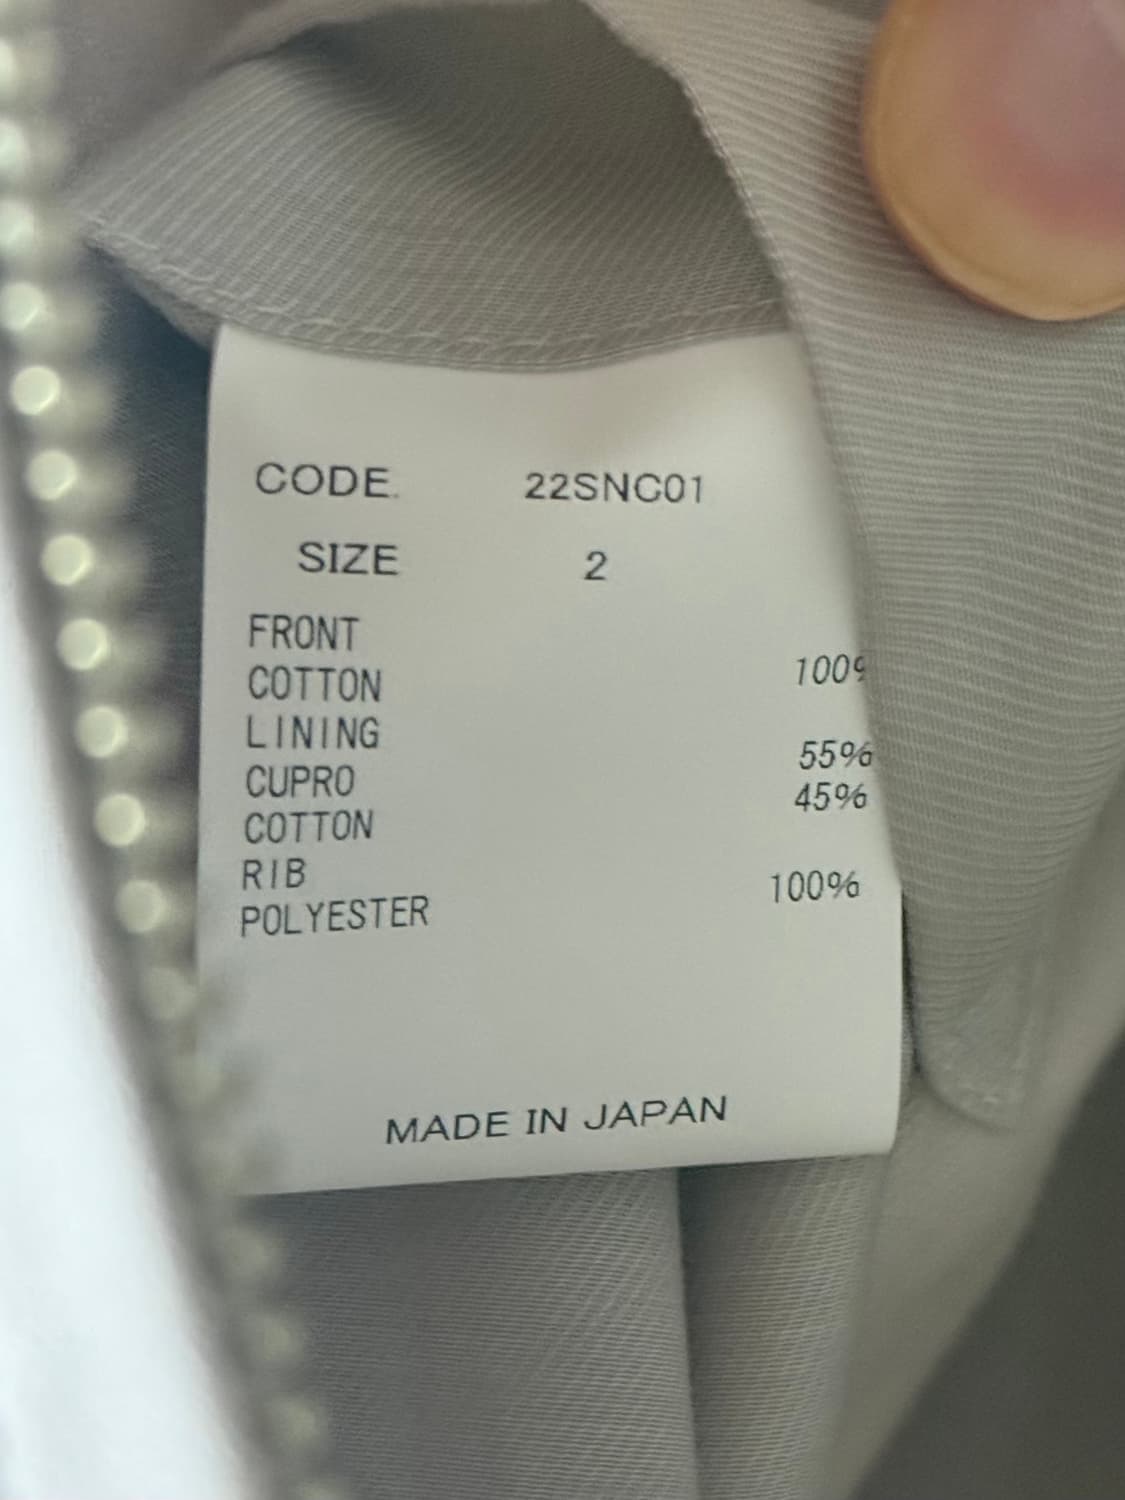 CODE. 22SNC01
SIZE 2
FRONT
COTTON 100%
LINING
CUPRO 55%
COTTON 45%
RIB
POLYESTER 100%
MADE IN JAPAN